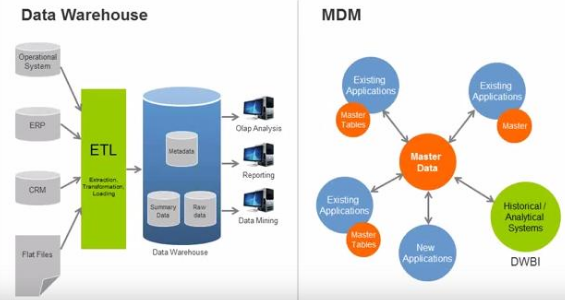 Data Warehouse
Operational
System
ERP
CRM
Flat Files
ETL
Extraction,
Transformation,
Loading
Metadata
Summary
Data
Raw
data
Data Warehouse
Olap Analysis
Reporting
Data Mining
MDM
Existing
Applications
Master
Tables
Existing
Applications
Master
Master
Data
Existing
Applications
Master
Tables
New
Applications
Historical /
Analytical
Systems
DWBI